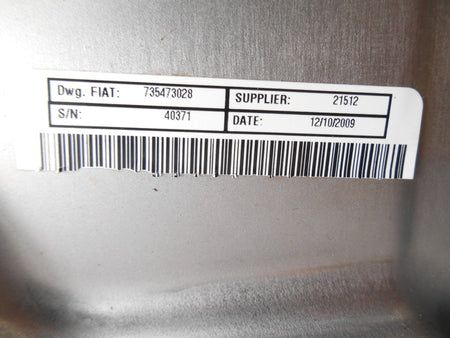 Dwg. FIAT: 735473028 SUPPLIER: 21512
S/N: 40371 DATE: 12/10/2009